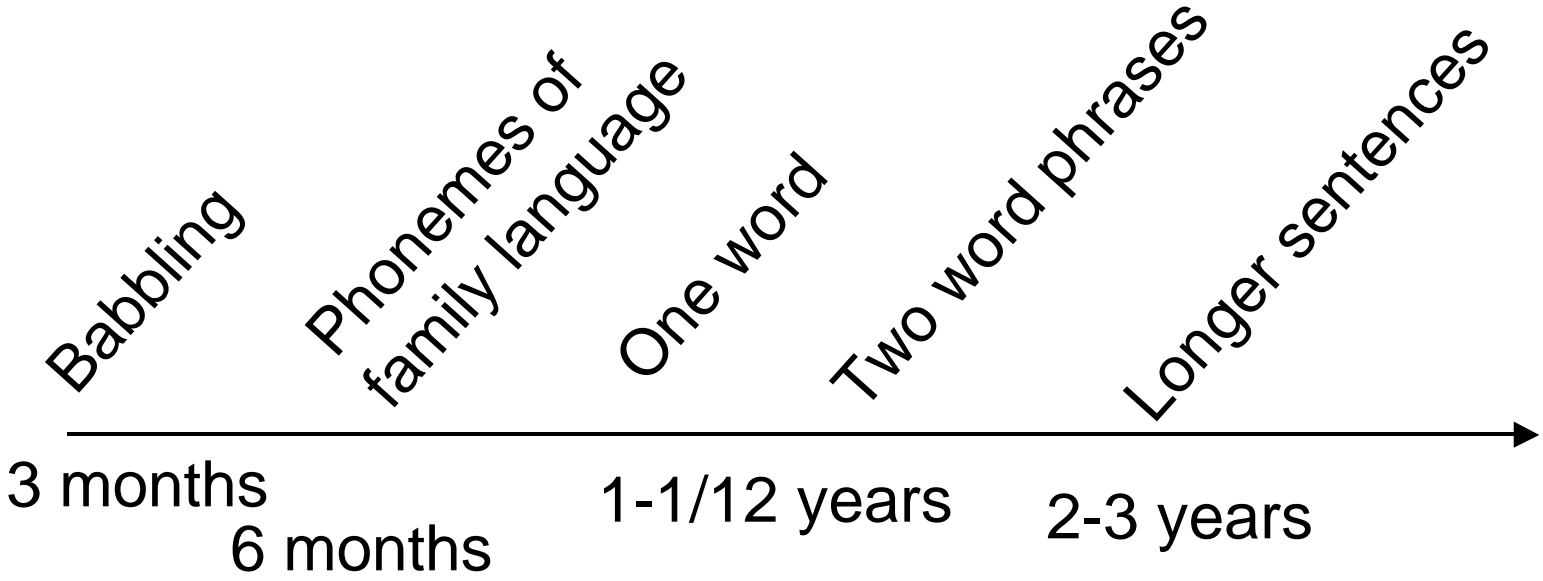 Babbling
Phonemes of
family language
One word
Two word phrases
Longer sentences
3 months
6 months
1-1/12 years
2-3 years